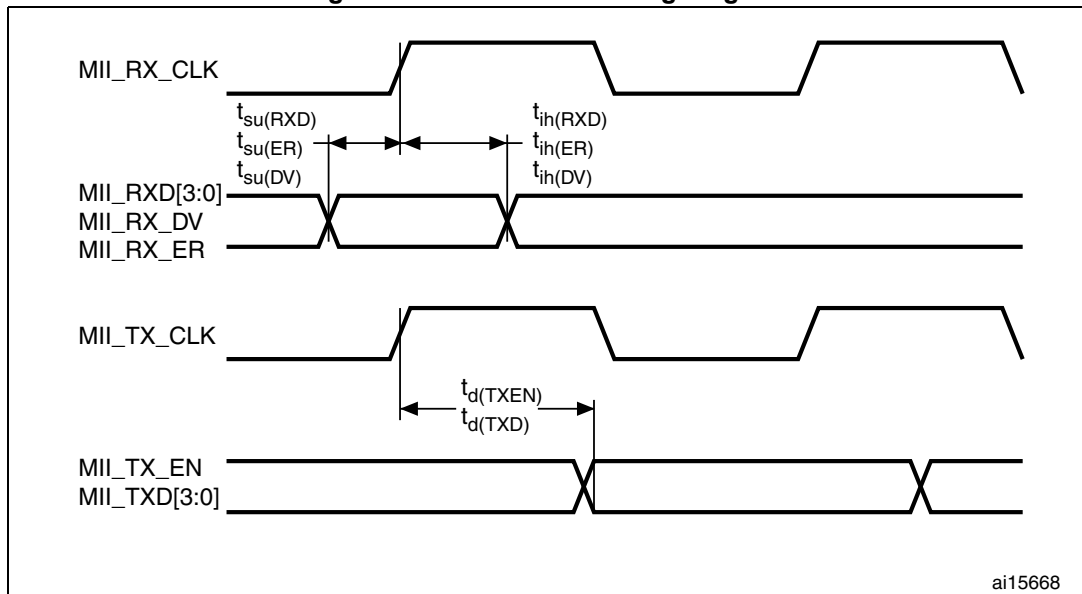 MII_RX_CLK
tsu(RXD)
tsu(ER)
tsu(DV)
tih(RXD)
tih(ER)
tih(DV)
MII_RXD[3:0]
MII_RX_DV
MII_RX_ER
MII_TX_CLK
td(TXEN)
td(TXD)
MII_TX_EN
MII_TXD[3:0]
ai15668